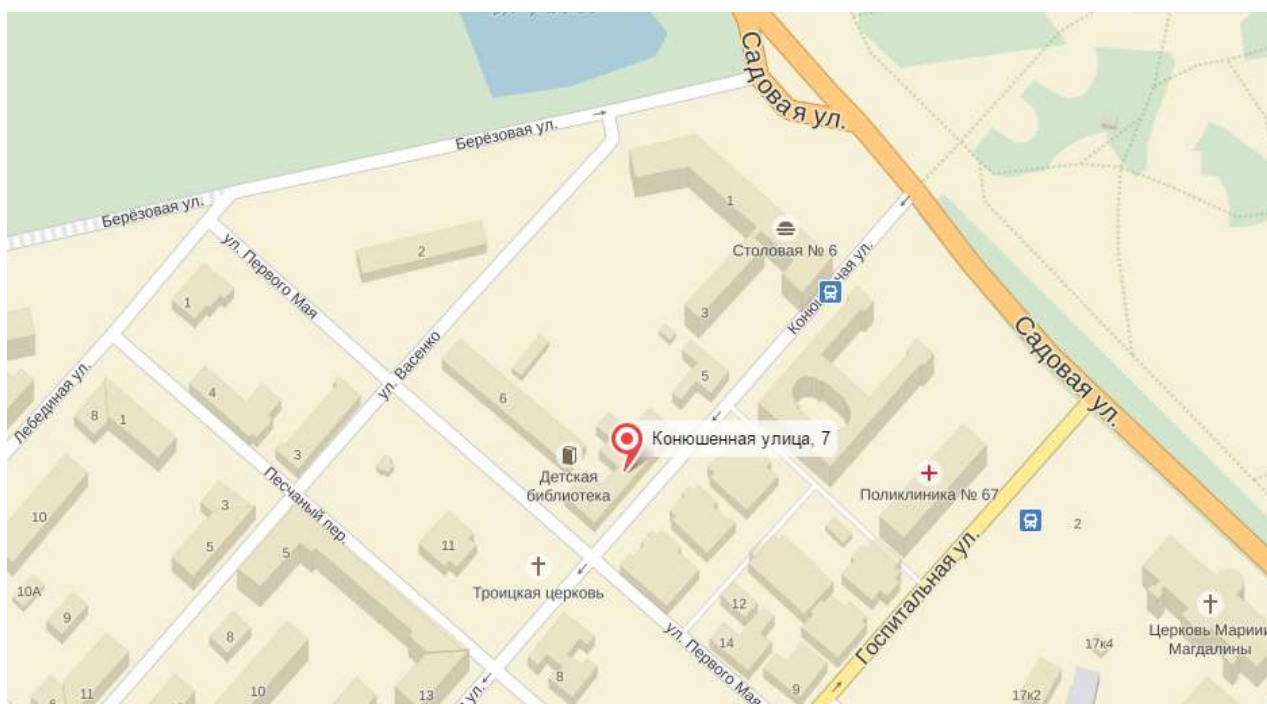 Садовая ул.
Берёзовая ул.
Берёзовая ул.
1
Столовая № 6
ул. Первого Мая
2
Конюшенная ул.
1
3
Садовая ул.
ул. Васенко
Лебединая ул.
4
5
6
8
1
Конюшенная улица, 7
3
Детская
библиотека
Поликлиника № 67
Песчаный пер.
10
3
2
5
11
5
Госпитальная ул.
Троицкая церковь
10А
12
9
Церковь Мариии
Магдалины
8
ул. Первого Мая
14
17к4
8
11
10
13
ул.
9
17к2